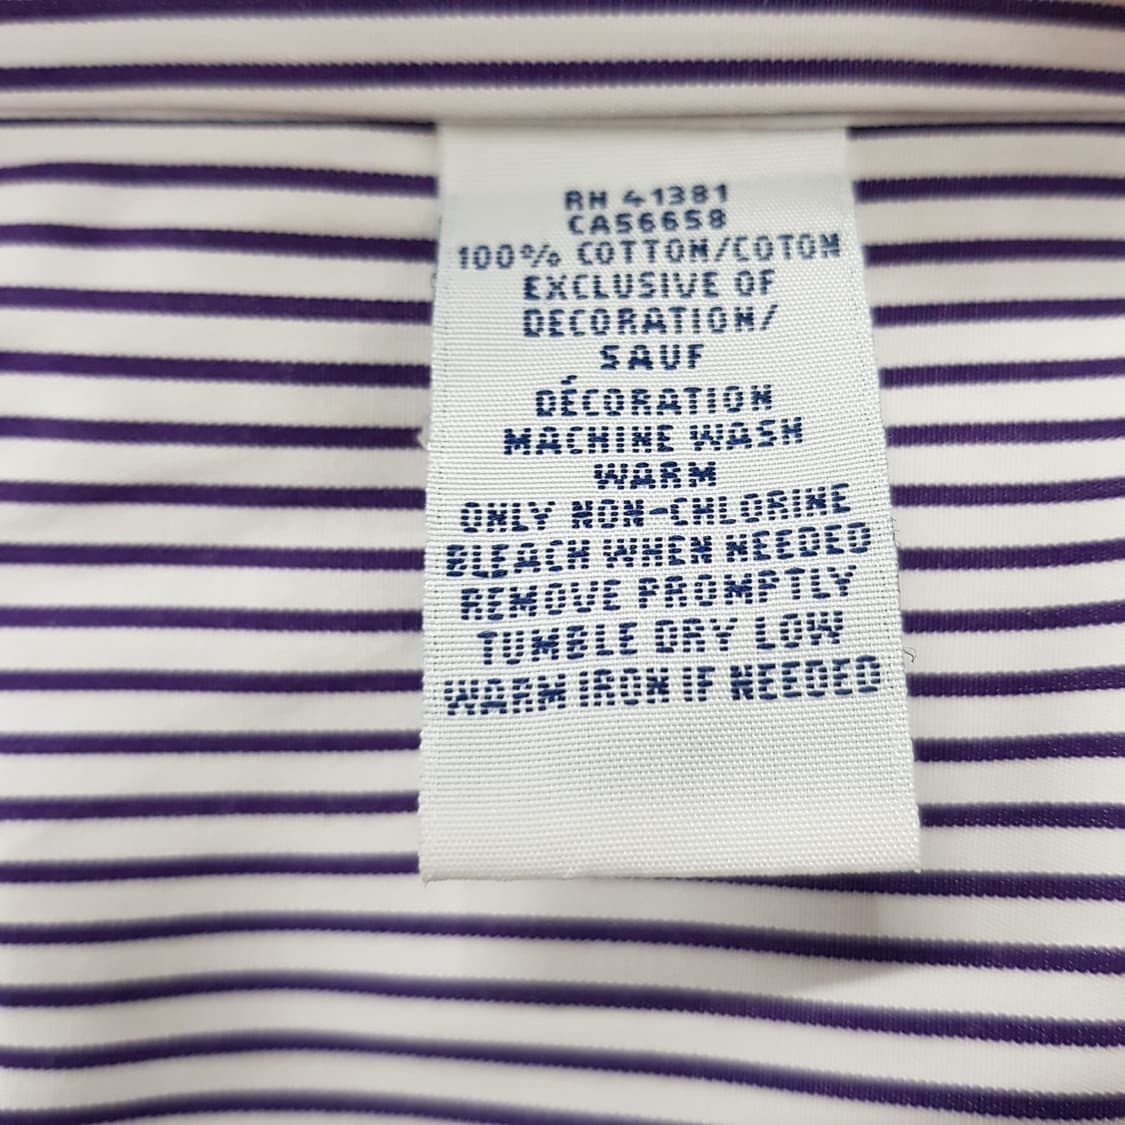 RN 41381
CA56658
100% COTTON/COTON
EXCLUSIVE OF
DECORATION/
SAUF
DÉCORATION
MACHINE WASH
WARM
ONLY NON-CHLORINE
BLEACH WHEN NEEDED
REMOVE PROMPTLY
TUMBLE DRY LOW
WARM IRON IF NEEDED